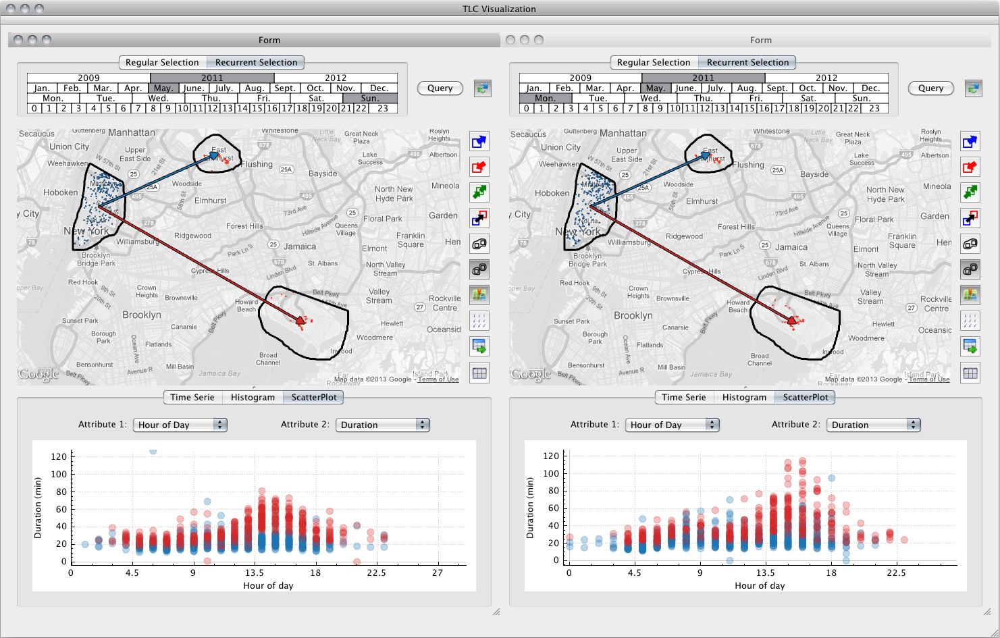 TLC Visualization
Form
Regular Selection Recurrent Selection
2009 2011 2012
Jan. Feb. Mar. Apr. May. June. July. Aug. Sept. Oct. Nov. Dec.
Mon. Tue. Wed. Thu. Fri. Sat. Sun.
0 1 2 3 4 5 6 7 8 9 10 11 12 13 14 15 16 17 18 19 20 21 22 23
Query
Secaucus
Guttenberg
Manhattan
Whitestone
Little Neck Bay
Great Neck Plaza
Roslyn Heights
Union City
Upper East Side
W 57th St
21st St
East Elmhurst
678
495
Albertson
Weehawken
Flushing
Lake Success
25
25A
Bayside
Midtown
Woodside
25A
Mineola
Hoboken
495
58th St
Elmhurst
North New Hyde Park
y City
278
73rd Ave
25
Floral Park
Garden
New York
NoLita
Forest Hills
Hillside Avenue
Queens Village
78
Williamsburg
Ridgewood
25
Jamaica
Franklin Square
Hen
Elmont
Brooklyn Bridge Park
Park Ln S
678
St. Albans
North Valley Stream
Cypress Hills
Linden Blvd
pper Bay
Red Hook
9th St
20th St
Crown Heights
Brownsville
Belt Pkwy
Howard Beach
147th Ave
Valley Stream
Rockville Centre
27
Brooklyn
Sunset Park
Canarsie
Belt Pkwy
Hewlett
Oceansid
Borough Park
Ocean Ave
Flatlands
Woodmere
Inwood
Broad Channel
Bensonhurst
Avenue R
Mill Basin
Jamaica Bay
Far Rockaway
Island Park
Belt Pkwy
Google
Map data ©2013 Google - Terms of Use
Time Serie Histogram ScatterPlot
Attribute 1: Hour of Day Attribute 2: Duration
Duration (min)
120
100
80
60
40
20
0
0 4.5 9 13.5 18 22.5 27
Hour of day
Form
Regular Selection Recurrent Selection
2009 2011 2012
Jan. Feb. Mar. Apr. May. June. July. Aug. Sept. Oct. Nov. Dec.
Mon. Tue. Wed. Thu. Fri. Sat. Sun.
0 1 2 3 4 5 6 7 8 9 10 11 12 13 14 15 16 17 18 19 20 21 22 23
Query
Secaucus
Guttenberg
Manhattan
Whitestone
Little Neck Bay
Great Neck Plaza
Roslyn Heights
Union City
Upper East Side
W 57th St
21st St
East Elmhurst
678
495
Albertson
Weehawken
Flushing
Lake Success
25
25A
Bayside
Midtown
Woodside
25A
Mineola
Hoboken
495
58th St
Elmhurst
North New Hyde Park
y City
278
73rd Ave
25
Floral Park
Garden
New York
NoLita
Forest Hills
Hillside Avenue
Queens Village
78
Williamsburg
Ridgewood
25
Jamaica
Franklin Square
Hen
Elmont
Brooklyn Bridge Park
Park Ln S
678
St. Albans
North Valley Stream
Cypress Hills
Linden Blvd
per Bay
Red Hook
9th St
20th St
Crown Heights
Brownsville
Belt Pkwy
Howard Beach
147th Ave
Valley Stream
Rockville Centre
27
Brooklyn
Sunset Park
Canarsie
Belt Pkwy
Hewlett
Oceansid
Borough Park
Ocean Ave
Flatlands
Woodmere
Inwood
Broad Channel
Bensonhurst
Avenue R
Mill Basin
Jamaica Bay
Far Rockaway
Island Park
Belt Pkwy
Google
Map data ©2013 Google - Terms of Use
Time Serie Histogram ScatterPlot
Attribute 1: Hour of Day Attribute 2: Duration
Duration (min)
120
100
80
60
40
20
0
0 4.5 9 13.5 18 22.5
Hour of day